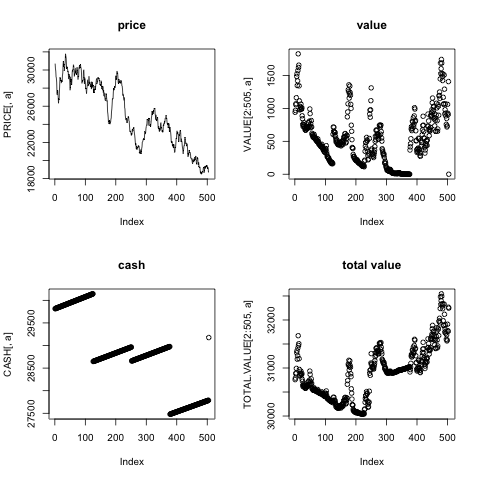 price
PRICE[, a]
18000 22000 26000 30000
0 100 200 300 400 500
Index
value
VALUE[2:505, a]
0 500 1000 1500
0 100 200 300 400 500
Index
cash
CASH[, a]
27500 28500 29500
0 100 200 300 400 500
Index
total value
TOTAL.VALUE[2:505, a]
30000 31000 32000
0 100 200 300 400 500
Index